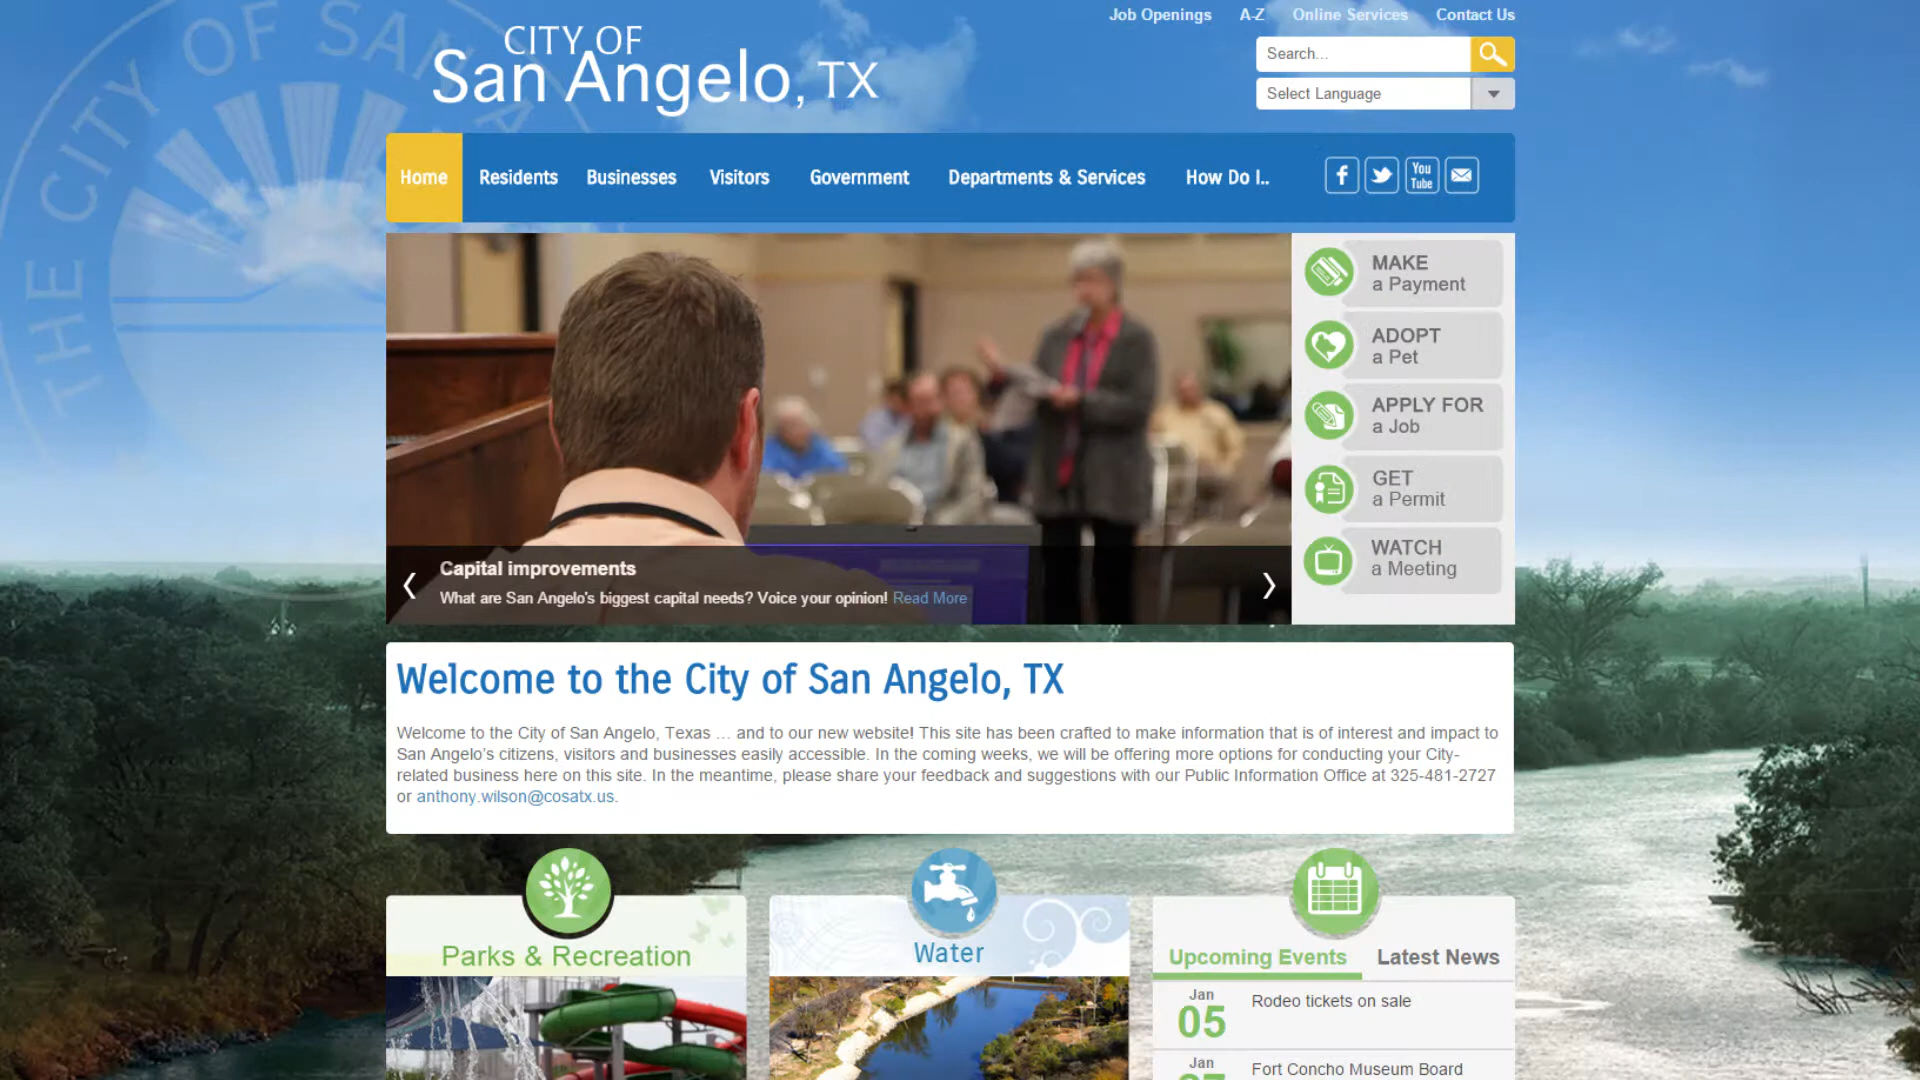 THE CITY OF SAN A
Job Openings A-Z Online Services Contact Us
CITY OF
San Angelo, TX
Search...
Select Language
Home Residents Businesses Visitors Government Departments & Services How Do I..
You
Tube
MAKE
a Payment
ADOPT
a Pet
APPLY FOR
a Job
GET
a Permit
WATCH
a Meeting
Capital improvements
What are San Angelo's biggest capital needs? Voice your opinion! Read More
Welcome to the City of San Angelo, TX
Welcome to the City of San Angelo, Texas … and to our new website! This site has been crafted to make information that is of interest and impact to
San Angelo's citizens, visitors and businesses easily accessible. In the coming weeks, we will be offering more options for conducting your City-
related business here on this site. In the meantime, please share your feedback and suggestions with our Public Information Office at 325-481-2727
or anthony.wilson@cosatx.us.
Parks & Recreation
Water
Upcoming Events Latest News
Jan
05
Rodeo tickets on sale
Jan
Fort Concho Museum Board